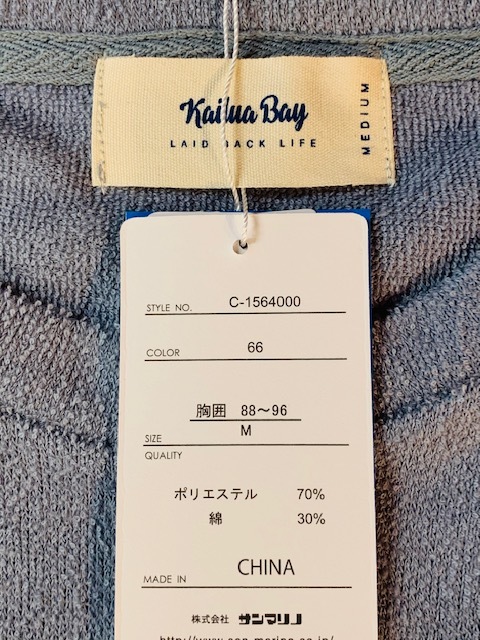 Kailua Bay
LAID BACK LIFE
MEDIUM
STYLE NO. C-1564000
COLOR 66
胸囲 88～96
SIZE M
QUALITY
ポリエステル 70%
綿 30%
MADE IN CHINA
株式会社 サンマリノ